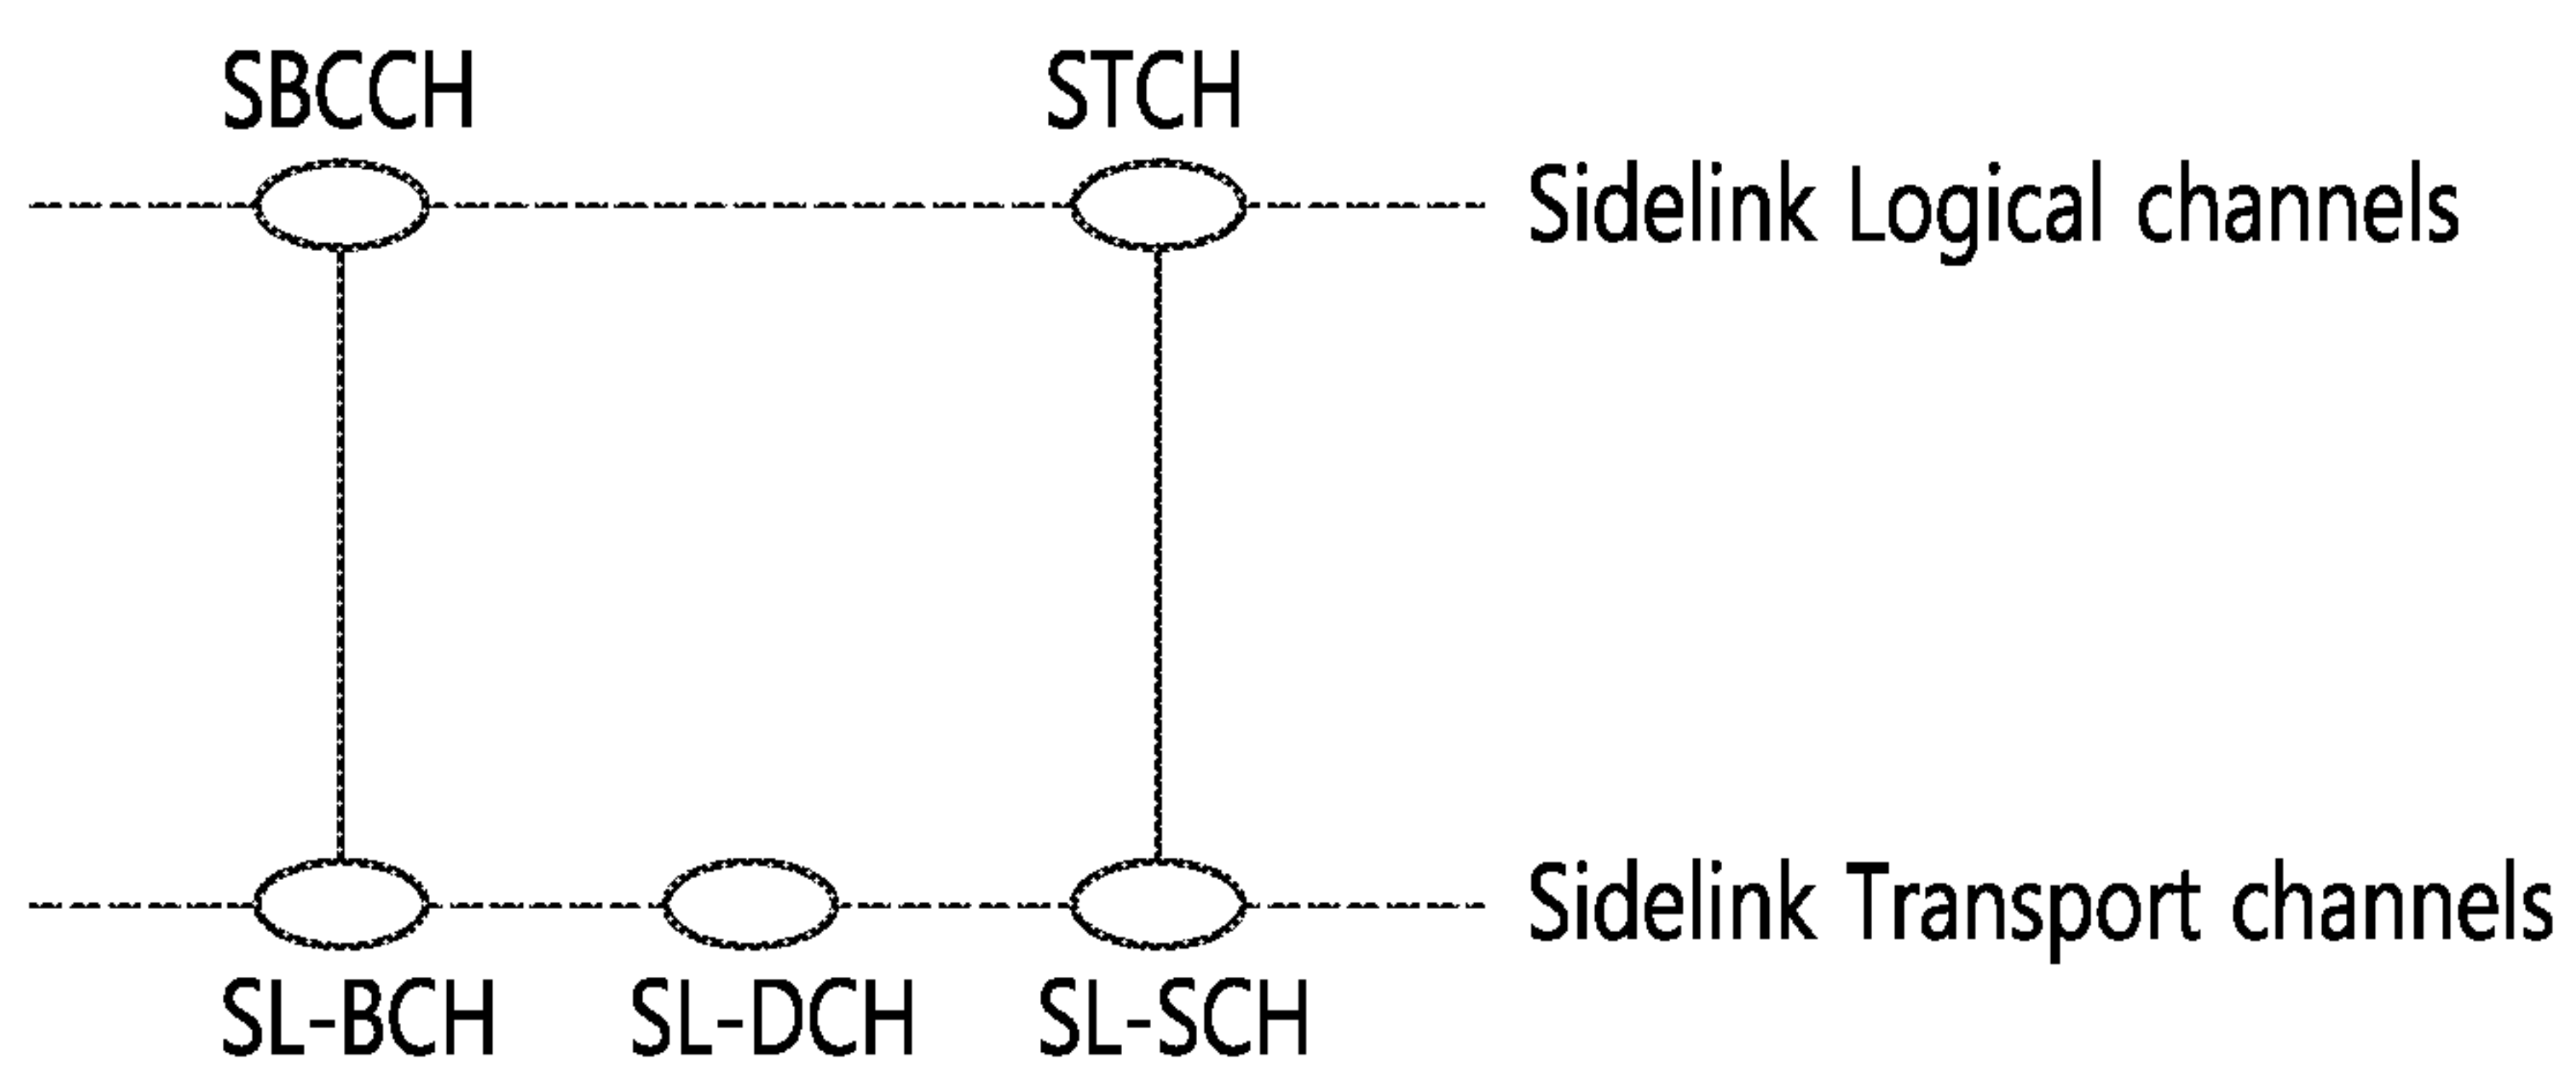 SBCCH STCH
Sidelink Logical channels
Sidelink Transport channels
SL-BCH SL-DCH SL-SCH